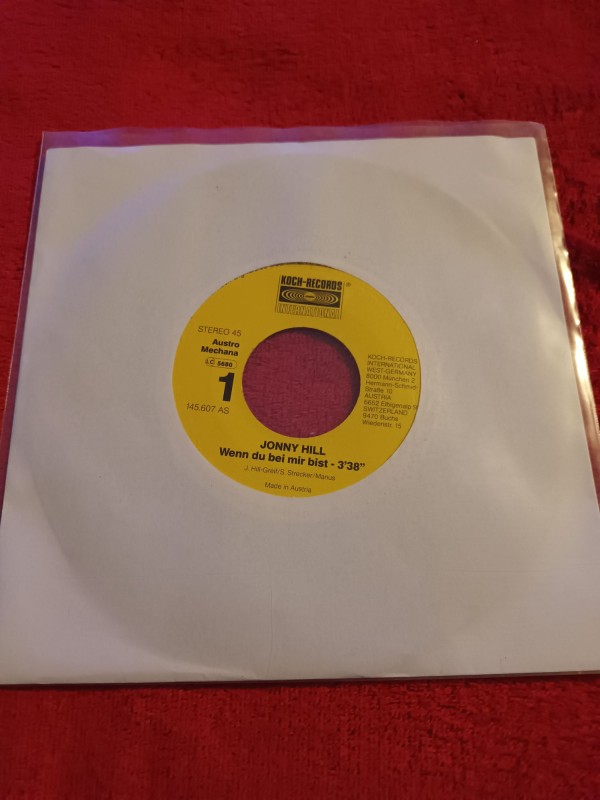 KOCH-RECORDS ®
INTERNATIONAL
STEREO 45
Austro
Mechana
LC 5680
1
145.607 AS
KOCH-RECORDS
INTERNATIONAL
WEST-GERMANY
8000 München 2
Hermann-Schmid-
Straße 10
AUSTRIA
6652 Elbigenalp
SWITZERLAND
9470 Buchs
Wiedenstr. 15
JONNY HILL
Wenn du bei mir bist - 3'38"
J. Hill-Greif/S. Strecker/Manus
Made in Austria